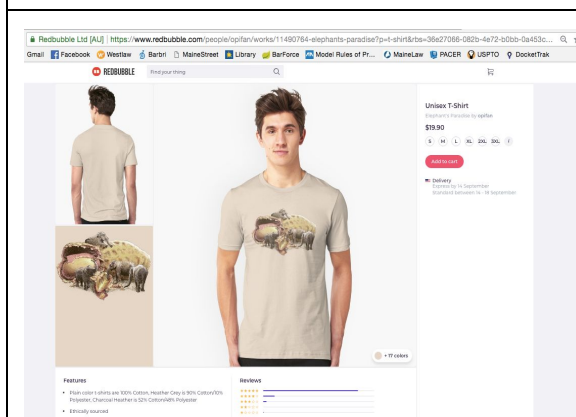 Redbubble Ltd [AU] | https://www.redbubble.com/people/opifan/works/11490764-elephants-paradise?p=t-shirt&rbs=36e27066-082b-4e72-b0bb-0a453c...
Gmail Facebook Westlaw Barbri MaineStreet Library BarForce Model Rules of Pr... MaineLaw PACER USPTO DocketTrak
REDBUBBLE Find your thing
Unisex T-Shirt
Elephant's Paradise by opifan
$19.90
S M L XL 2XL 3XL
Add to cart
Delivery
Express by 14 September
Standard between 14 - 18 September
+ 17 colors
Features
• Plain color t-shirts are 100% Cotton, Heather Grey is 90% Cotton/10%
Polyester, Charcoal Heather is 52% Cotton/48% Polyester
• Ethically sourced
Reviews